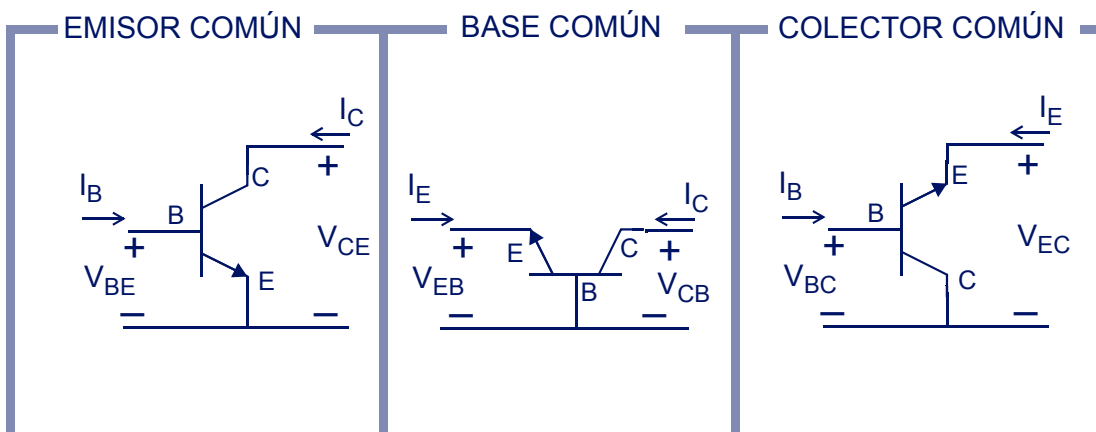 EMISOR COMÚN
I_C
+
C
I_B
B
+
V_CE
V_BE
E
−
−
BASE COMÚN
I_E
I_C
+
E
C
+
V_EB
B
V_CB
−
−
COLECTOR COMÚN
I_E
+
E
I_B
B
+
V_EC
V_BC
C
−
−